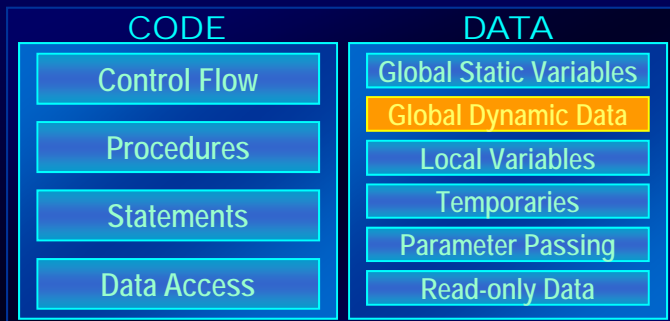 CODE
Control Flow
Procedures
Statements
Data Access
DATA
Global Static Variables
Global Dynamic Data
Local Variables
Temporaries
Parameter Passing
Read-only Data